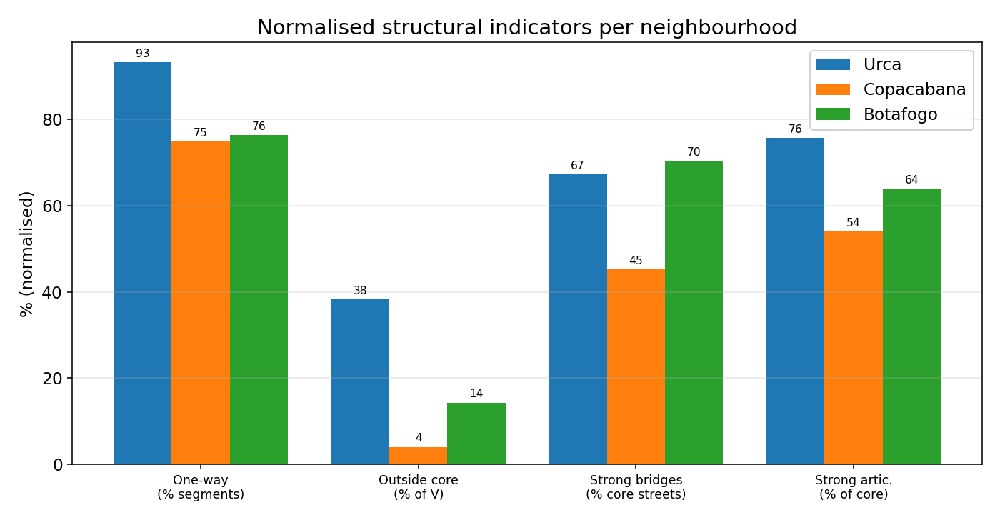 Normalised structural indicators per neighbourhood
93
75
76
38
4
14
67
45
70
76
54
64
Urca
Copacabana
Botafogo
% (normalised)
80
60
40
20
0
One-way
(% segments)
Outside core
(% of V)
Strong bridges
(% core streets)
Strong artic.
(% of core)